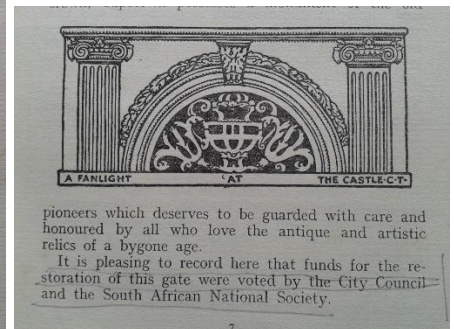 A FANLIGHT AT THE CASTLE·C·T·
pioneers which deserves to be guarded with care and
honoured by all who love the antique and artistic
relics of a bygone age.
It is pleasing to record here that funds for the re-
storation of this gate were voted by the City Council
and the South African National Society.
7